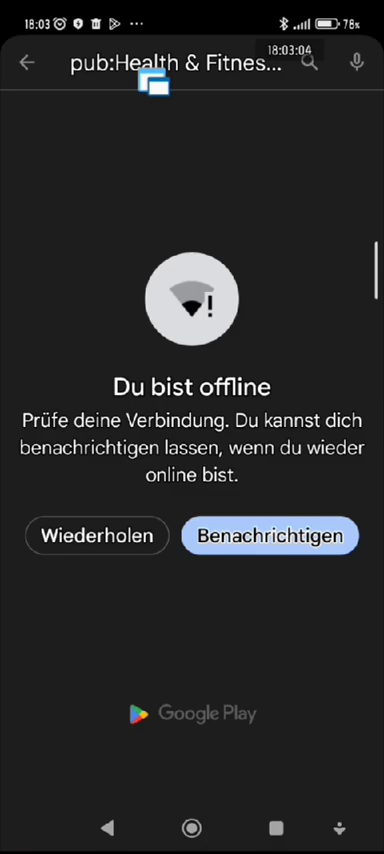 18:03 ... 78%
18:03:04
pub:Health & Fitnes...
Du bist offline
Prüfe deine Verbindung. Du kannst dich
benachrichtigen lassen, wenn du wieder
online bist.
Wiederholen Benachrichtigen
Google Play